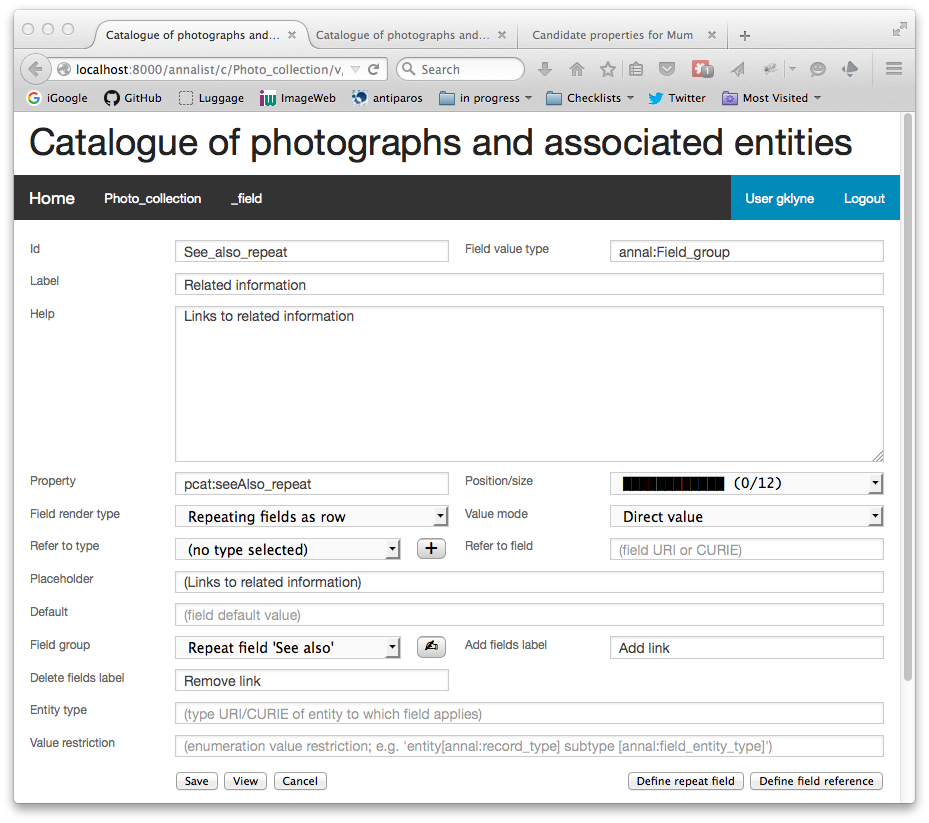 Catalogue of photographs and...
Catalogue of photographs and...
Candidate properties for Mum
localhost:8000/annalist/c/Photo_collection/v,
Search
1
iGoogle GitHub Luggage ImageWeb antiparos in progress Checklists Twitter Most Visited
Catalogue of photographs and associated entities
Home Photo_collection _field User gklyne Logout
Id See_also_repeat Field value type annal:Field_group
Label Related information
Help Links to related information
Property pcat:seeAlso_repeat Position/size (0/12)
Field render type Repeating fields as row Value mode Direct value
Refer to type (no type selected) + Refer to field (field URI or CURIE)
Placeholder (Links to related information)
Default (field default value)
Field group Repeat field 'See also' Add fields label Add link
Delete fields label Remove link
Entity type (type URI/CURIE of entity to which field applies)
Value restriction (enumeration value restriction; e.g. 'entity[annal:record_type] subtype [annal:field_entity_type]')
Save View Cancel Define repeat field Define field reference